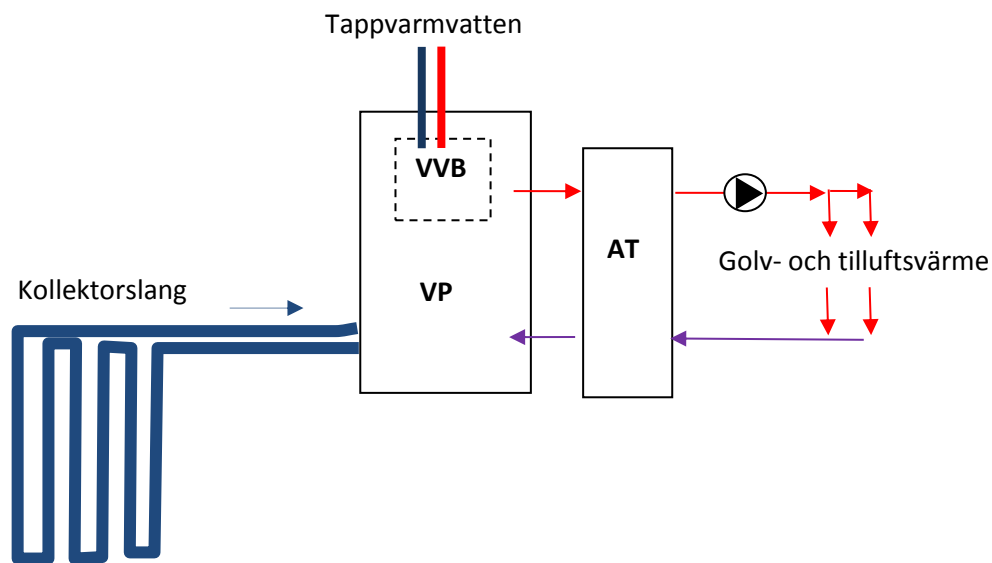 Tappvarmvatten
VVB
AT
Golv- och tilluftsvärme
Kollektorslang
VP